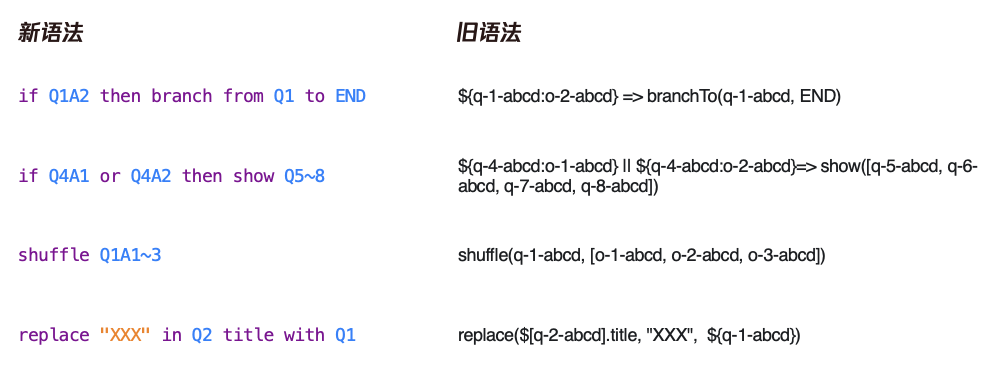 新语法 旧语法
if Q1A2 then branch from Q1 to END ${q-1-abcd:o-2-abcd} => branchTo(q-1-abcd, END)
if Q4A1 or Q4A2 then show Q5~8 ${q-4-abcd:o-1-abcd} || ${q-4-abcd:o-2-abcd}=> show([q-5-abcd, q-6-
abcd, q-7-abcd, q-8-abcd])
shuffle Q1A1~3 shuffle(q-1-abcd, [o-1-abcd, o-2-abcd, o-3-abcd])
replace "XXX" in Q2 title with Q1 replace($[q-2-abcd].title, "XXX", ${q-1-abcd})